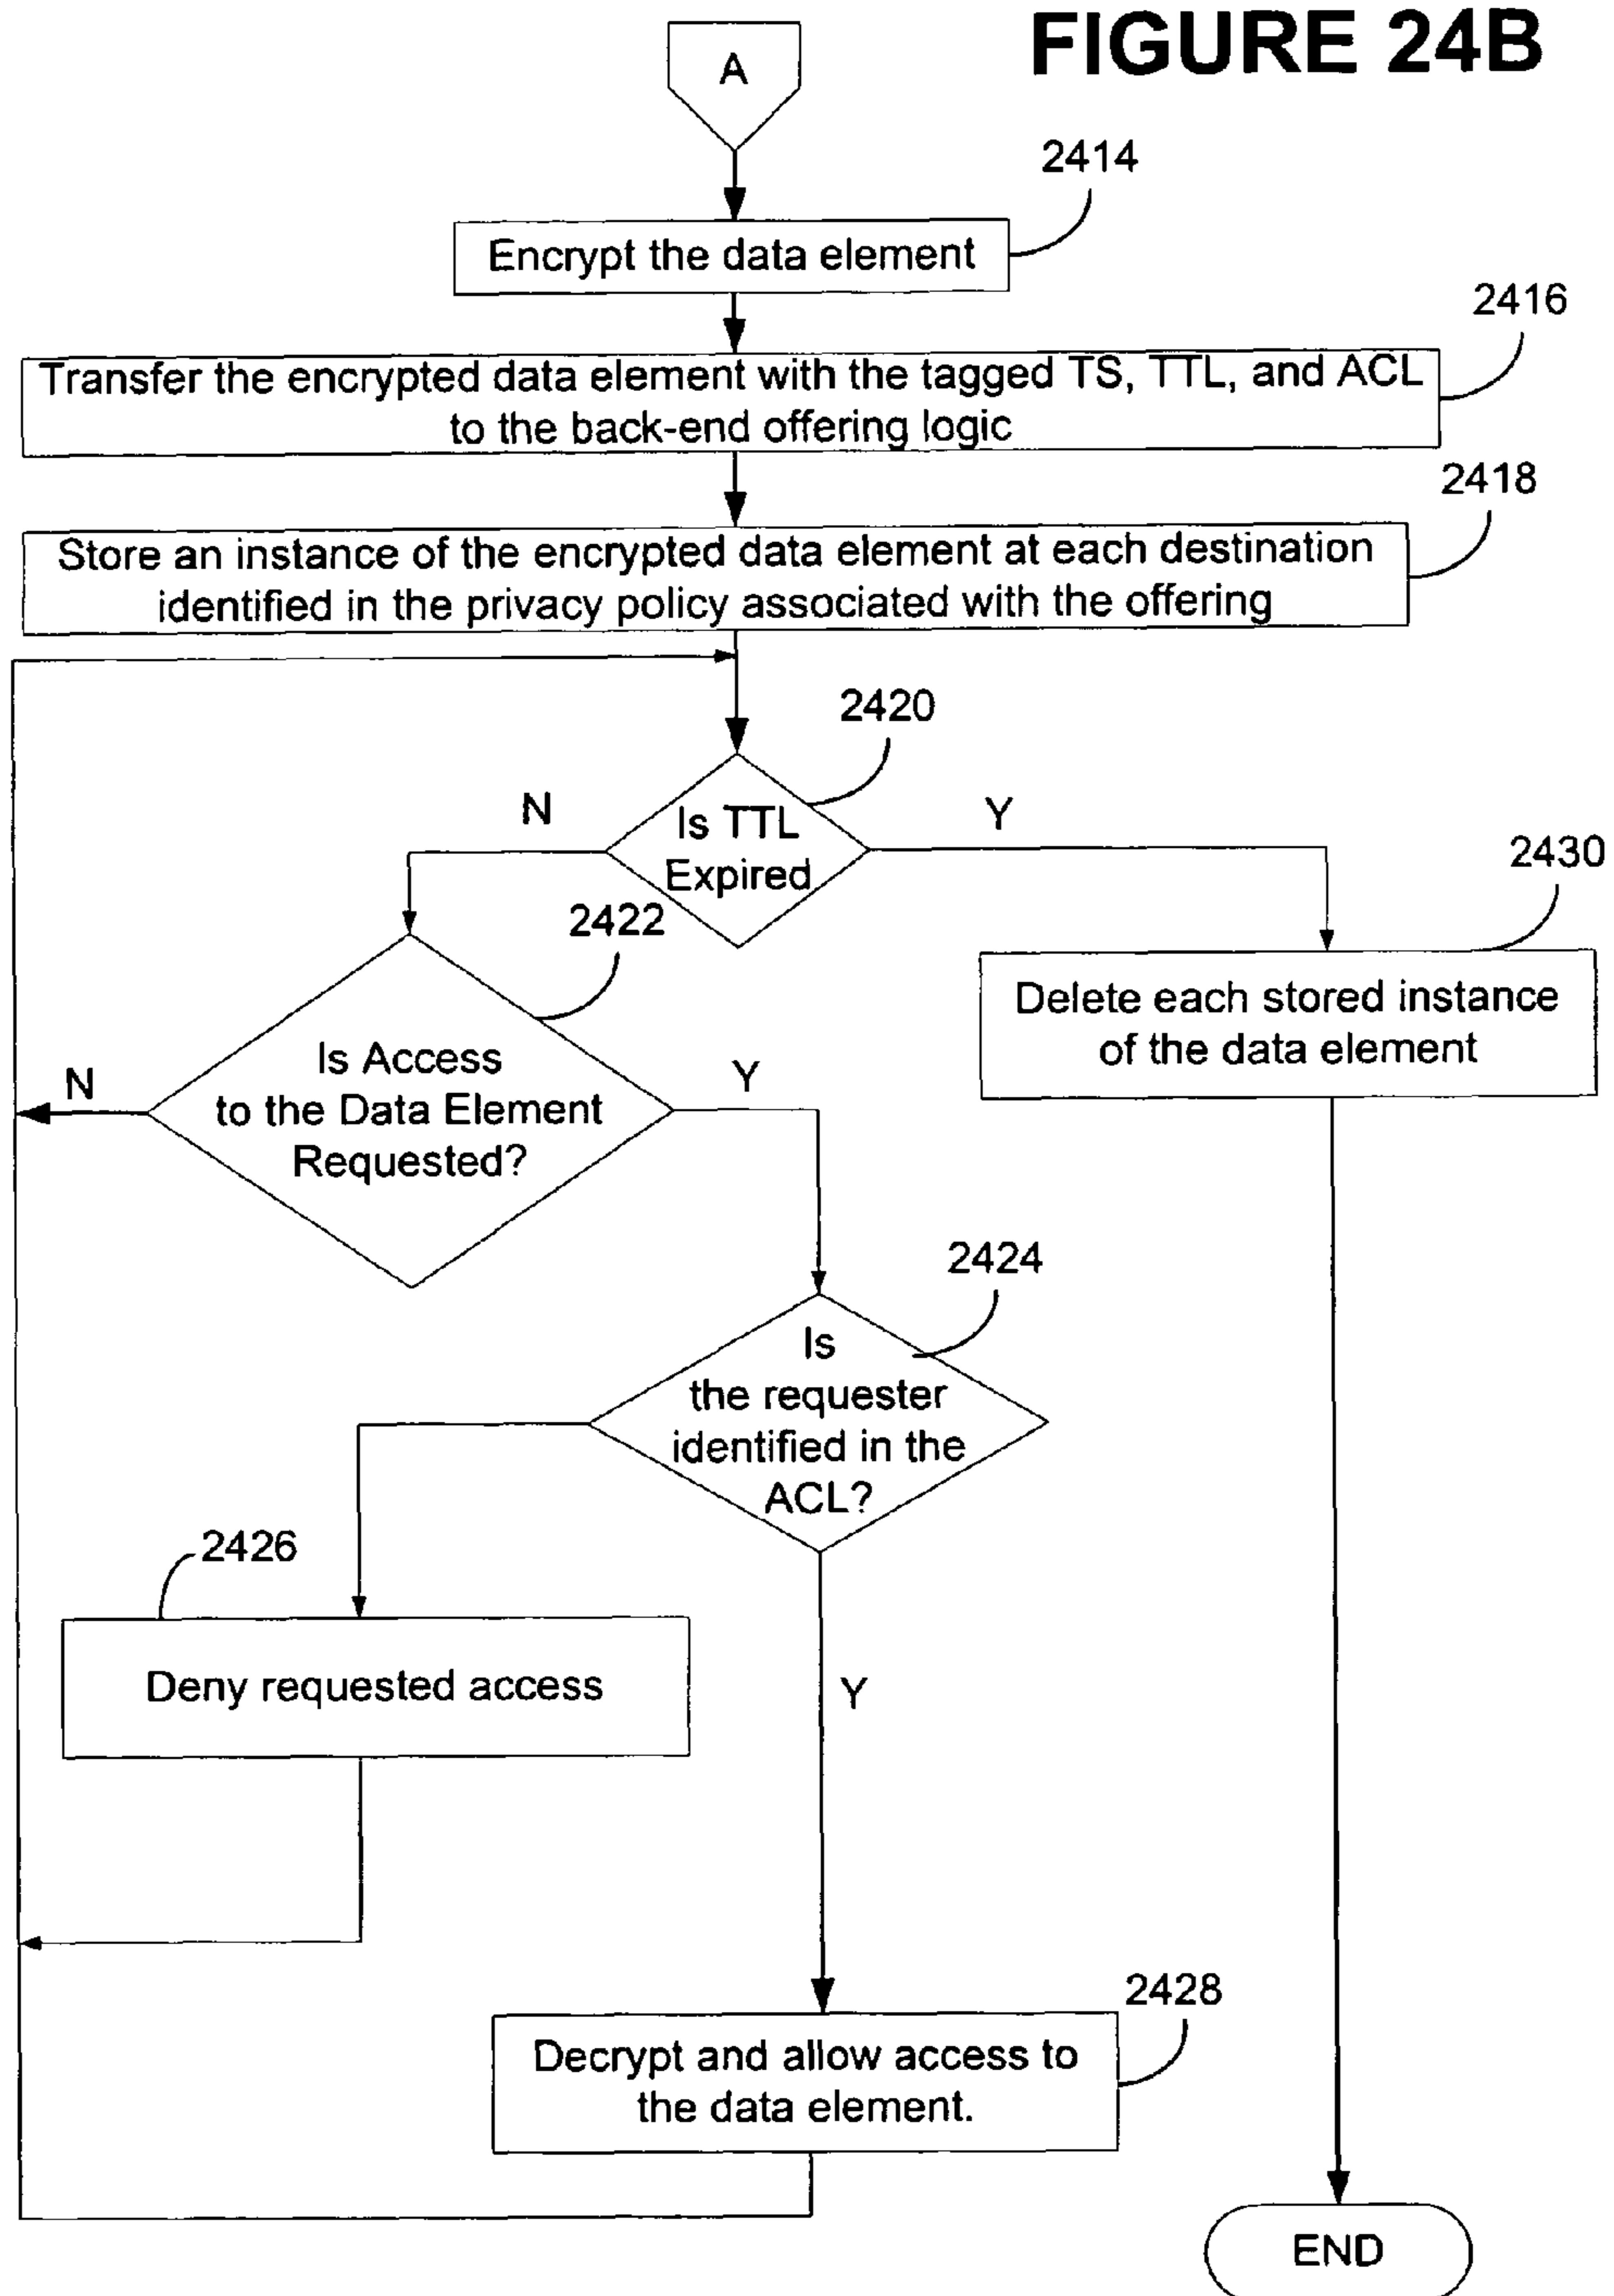 FIGURE 24B
A
2414
Encrypt the data element
2416
Transfer the encrypted data element with the tagged TS, TTL, and ACL
to the back-end offering logic
2418
Store an instance of the encrypted data element at each destination
identified in the privacy policy associated with the offering
2420
N
Is TTL
Expired
Y
2430
2422
Delete each stored instance
of the data element
Is Access
to the Data Element
Requested?
N
Y
2424
Is
the requester
identified in the
ACL?
2426
Deny requested access
Y
2428
Decrypt and allow access to
the data element.
END